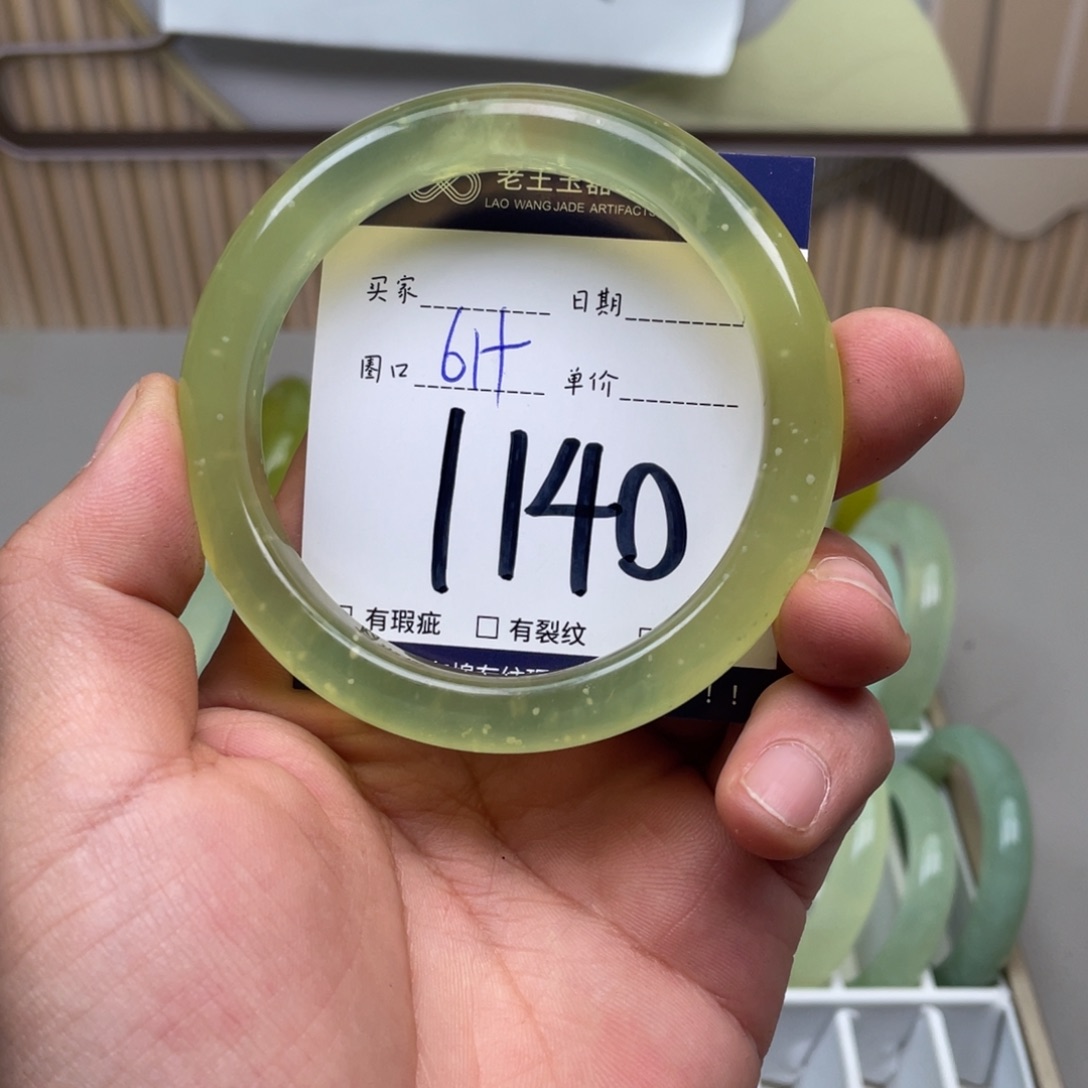 老王玉器
LAO WANG JADE ARTIFACTS
买家 日期
圈口 61+ 单价
1140
□ 有瑕疵 □ 有裂纹
！！